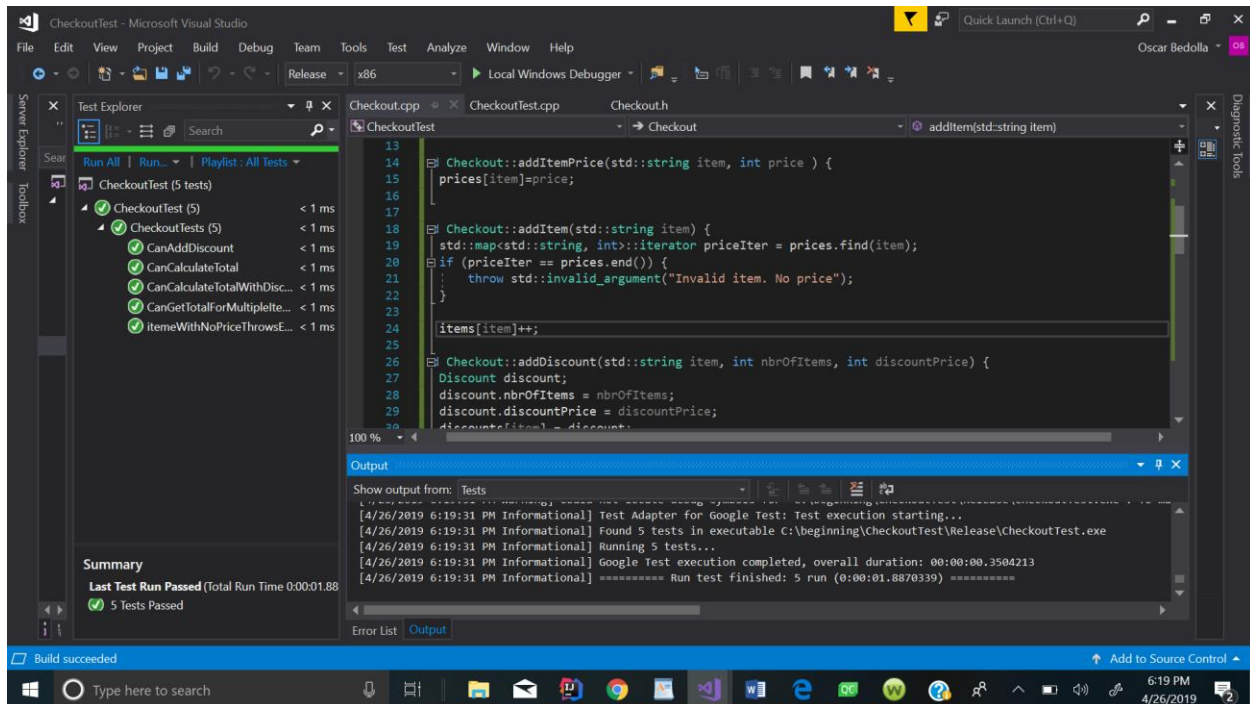 CheckoutTest - Microsoft Visual Studio
Quick Launch (Ctrl+Q)
File Edit View Project Build Debug Team Tools Test Analyze Window Help
Oscar Bedolla
OB
Release x86 Local Windows Debugger
Server Explorer
Toolbox
Sear
Test Explorer
Search
Run All | Run... | Playlist : All Tests
CheckoutTest (5 tests)
CheckoutTest (5) < 1 ms
CheckoutTests (5) < 1 ms
CanAddDiscount < 1 ms
CanCalculateTotal < 1 ms
CanCalculateTotalWithDisc... < 1 ms
CanGetTotalForMultipleIte... < 1 ms
itemeWithNoPriceThrowsE... < 1 ms
Summary
Last Test Run Passed (Total Run Time 0:00:01.88
5 Tests Passed
Checkout.cpp CheckoutTest.cpp Checkout.h
CheckoutTest Checkout addItem(std::string item)
13
14 Checkout::addItemPrice(std::string item, int price ) {
15 prices[item]=price;
16
17
18 Checkout::addItem(std::string item) {
19 std::map<std::string, int>::iterator priceIter = prices.find(item);
20 if (priceIter == prices.end()) {
21 throw std::invalid_argument("Invalid item. No price");
22 }
23
24 items[item]++;
25
26 Checkout::addDiscount(std::string item, int nbrOfItems, int discountPrice) {
27 Discount discount;
28 discount.nbrOfItems = nbrOfItems;
29 discount.discountPrice = discountPrice;
30 discounts[item] = discount;
100 %
Diagnostic Tools
Output
Show output from: Tests
[4/26/2019 6:19:31 PM Informational] Test Adapter for Google Test: Test execution starting...
[4/26/2019 6:19:31 PM Informational] Found 5 tests in executable C:\beginning\CheckoutTest\Release\CheckoutTest.exe
[4/26/2019 6:19:31 PM Informational] Running 5 tests...
[4/26/2019 6:19:31 PM Informational] Google Test execution completed, overall duration: 00:00:00.3504213
[4/26/2019 6:19:31 PM Informational] ========== Run test finished: 5 run (0:00:01.8870339) ==========
Error List Output
Build succeeded
Add to Source Control
Type here to search
6:19 PM
4/26/2019
2